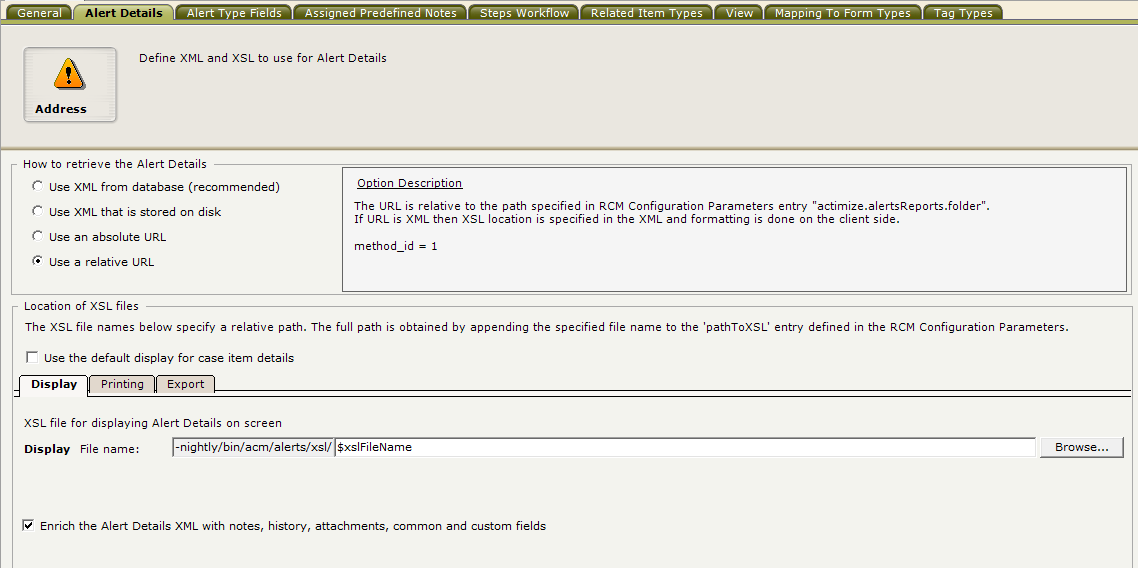 General
Alert Details
Alert Type Fields
Assigned Predefined Notes
Steps Workflow
Related Item Types
View
Mapping To Form Types
Tag Types
Define XML and XSL to use for Alert Details
Address
How to retrieve the Alert Details
Use XML from database (recommended)
Use XML that is stored on disk
Use an absolute URL
Use a relative URL
Option Description
The URL is relative to the path specified in RCM Configuration Parameters entry "actimize.alertsReports.folder".
If URL is XML then XSL location is specified in the XML and formatting is done on the client side.
method_id = 1
Location of XSL files
The XSL file names below specify a relative path. The full path is obtained by appending the specified file name to the 'pathToXSL' entry defined in the RCM Configuration Parameters.
Use the default display for case item details
Display
Printing
Export
XSL file for displaying Alert Details on screen
Display File name: -nightly/bin/acm/alerts/xsl/ $xslFileName Browse...
Enrich the Alert Details XML with notes, history, attachments, common and custom fields